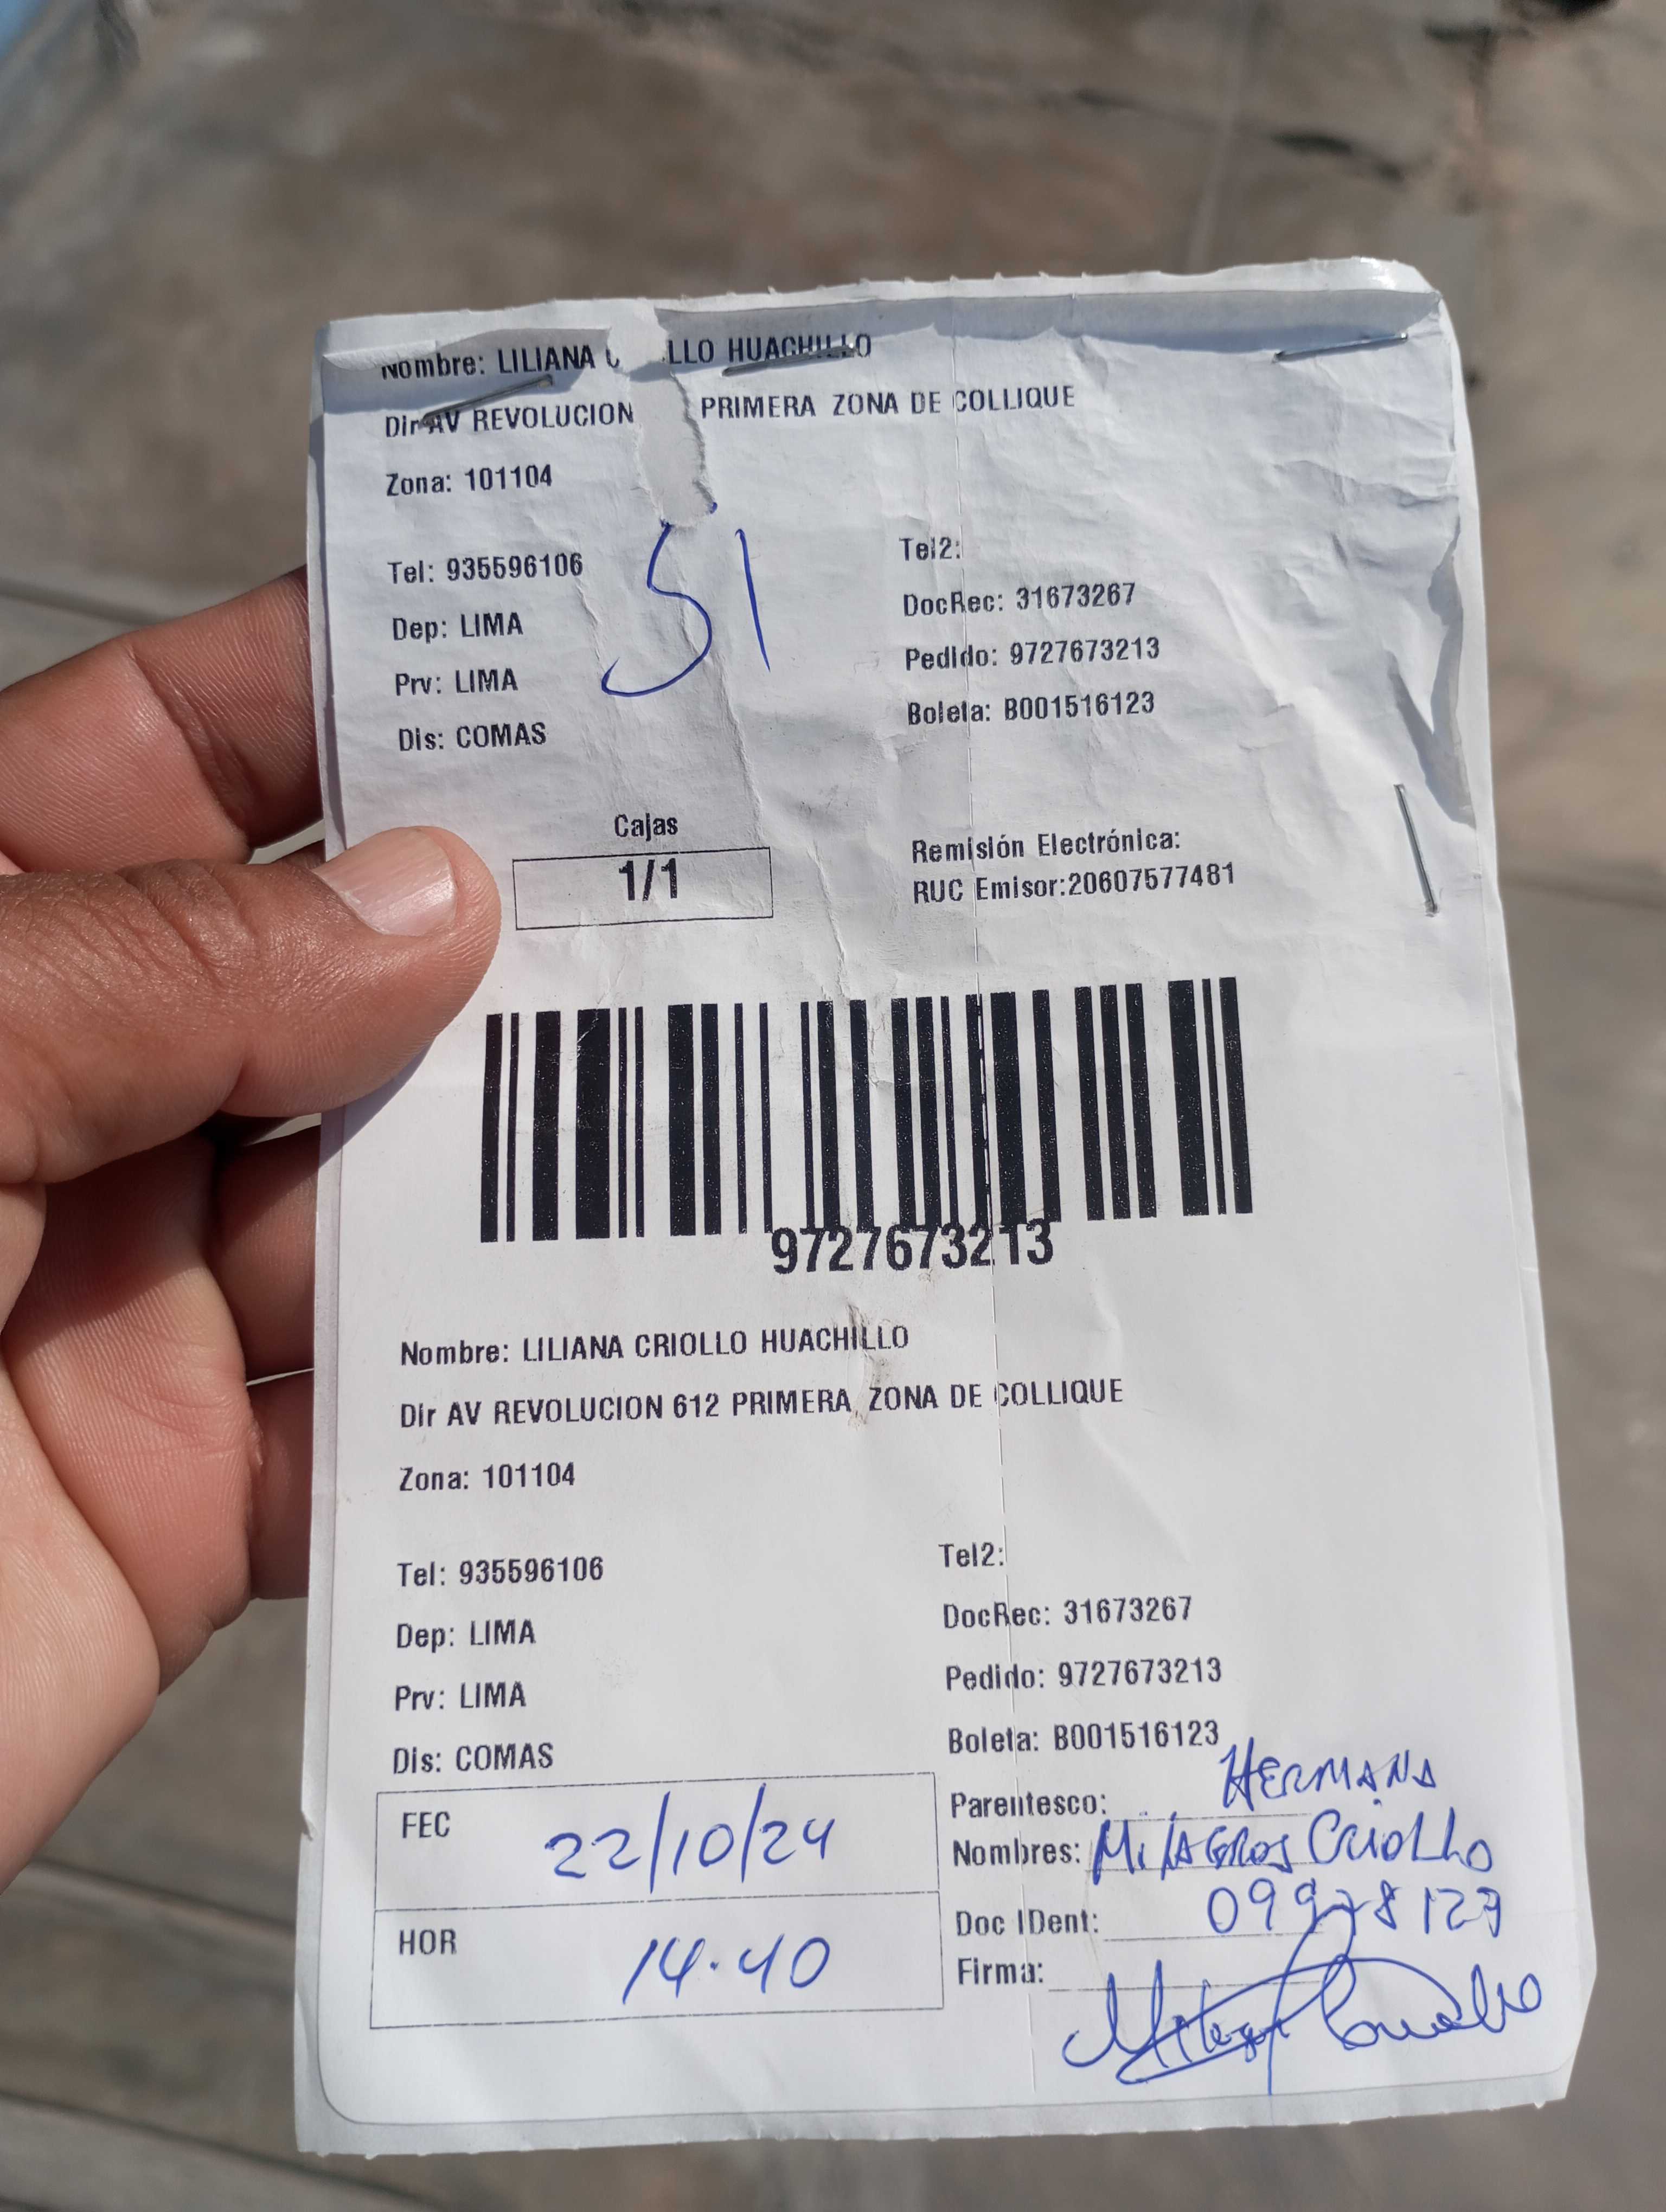 Nombre: LILIANA C LLO HUACHILLO
Dir AV REVOLUCION PRIMERA ZONA DE COLLIQUE
Zona: 101104
51
Tel: 935596106 Tel2:
DocRec: 31673267
Dep: LIMA
Pedido: 9727673213
Prv: LIMA
Boleta: B001516123
Dis: COMAS
Cajas
1/1
Remisión Electrónica:
RUC Emisor:20607577481
9727673213
Nombre: LILIANA CRIOLLO HUACHILLO
Dir AV REVOLUCION 612 PRIMERA ZONA DE COLLIQUE
Zona: 101104
Tel: 935596106 Tel2:
DocRec: 31673267
Dep: LIMA
Pedido: 9727673213
Prv: LIMA
Boleta: B001516123
Dis: COMAS
FEC 22/10/24
HOR 14.40
Parentesco: HERMANA
Nombres: MILAGROS CRIOLLO
Doc IDent: 09978127
Firma: Milagros Criollo